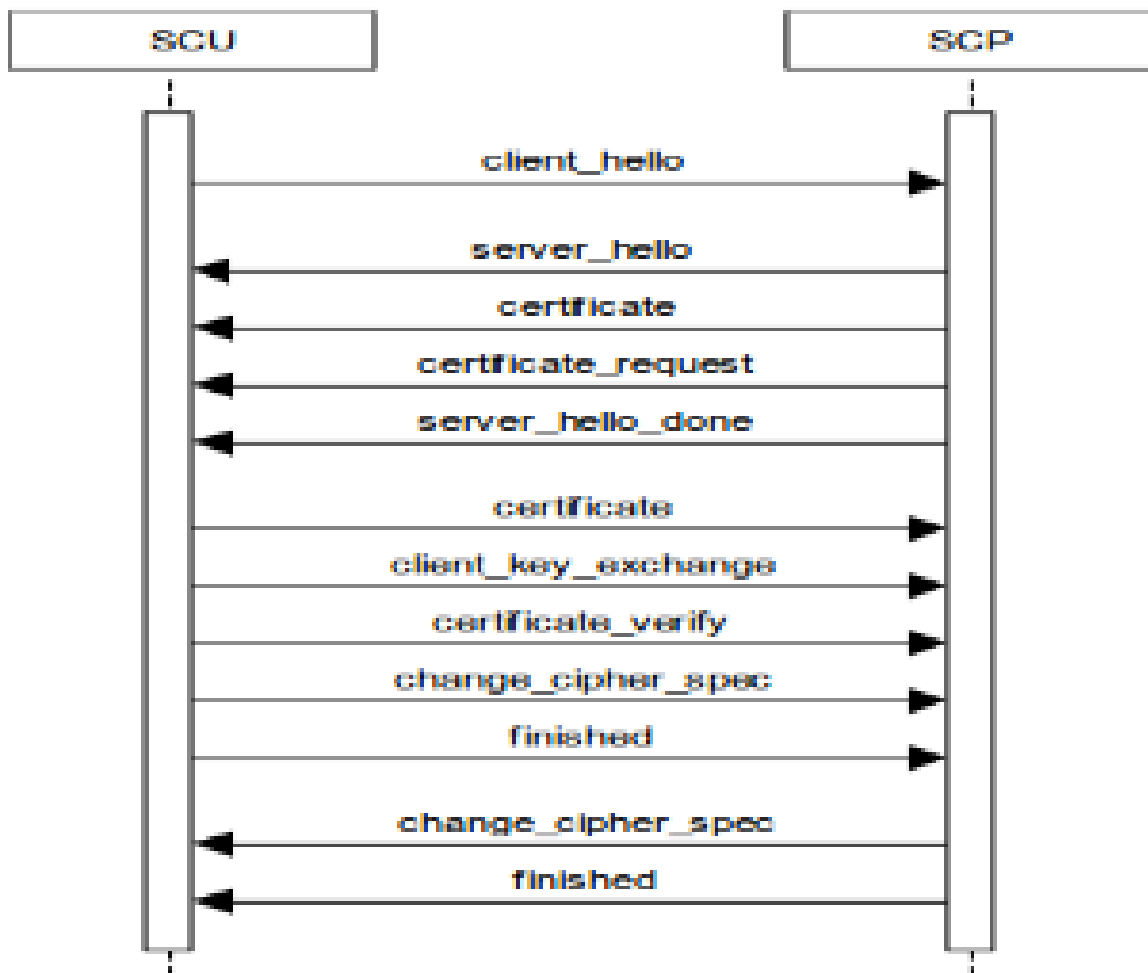 SCU
SCP
client_hello
server_hello
certificate
certificate_request
server_hello_done
certificate
client_key_exchange
certificate_verify
change_cipher_spec
finished
change_cipher_spec
finished